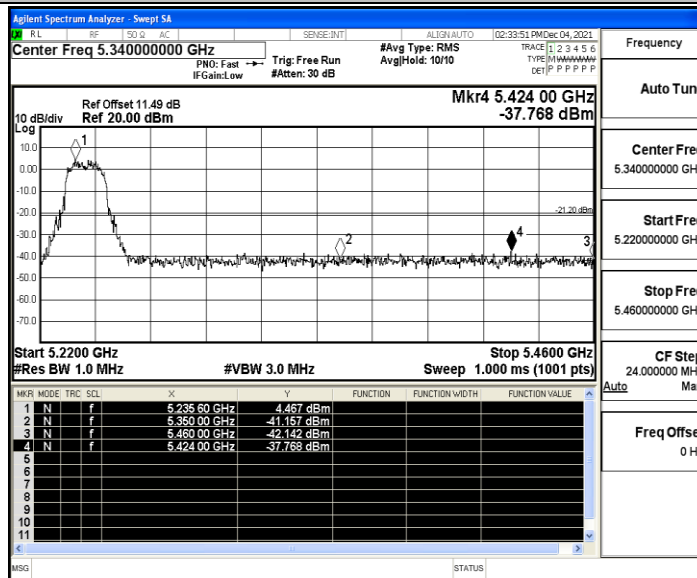 Agilent Spectrum Analyzer - Swept SA
RL RF 50 Ω AC SENSE:INT ALIGNAUTO 02:33:51 PMDec 04, 2021
Center Freq 5.340000000 GHz
PNO: Fast
IFGain:Low
Trig: Free Run
#Atten: 30 dB
#Avg Type: RMS
Avg|Hold: 10/10
TRACE 1 2 3 4 5 6
TYPE MWWWWW
DET P P P P P P
Ref Offset 11.49 dB
10 dB/div Ref 20.00 dBm
Log
Mkr4 5.424 00 GHz
-37.768 dBm
10.0
0.00
-10.0
-20.0
-30.0
-40.0
-50.0
-60.0
-70.0
1
2
3
4
-21.20 dBm
Start 5.2200 GHz Stop 5.4600 GHz
#Res BW 1.0 MHz #VBW 3.0 MHz Sweep 1.000 ms (1001 pts)
MKR MODE TRC SCL X Y FUNCTION FUNCTION WIDTH FUNCTION VALUE
1 N f 5.235 60 GHz 4.467 dBm
2 N f 5.350 00 GHz -41.157 dBm
3 N f 5.460 00 GHz -42.142 dBm
4 N f 5.424 00 GHz -37.768 dBm
5
6
7
8
9
10
11
MSG STATUS
Frequency
Auto Tun
Center Fre
5.340000000 GH
Start Fre
5.220000000 GH
Stop Fre
5.460000000 GH
CF Step
24.000000 MH
Auto Ma
Freq Offse
0 H